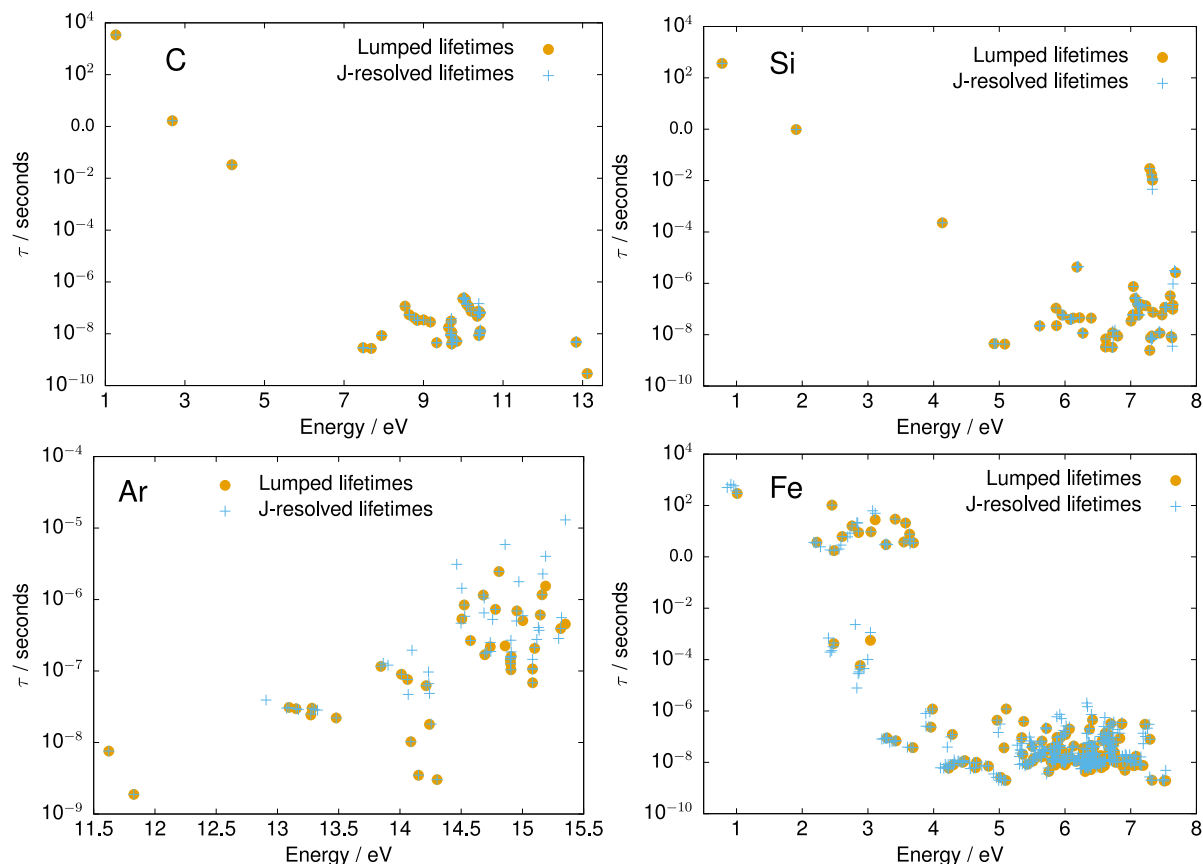 C
Lumped lifetimes
J-resolved lifetimes
10^4
10^2
0.0
10^-2
10^-4
10^-6
10^-8
10^-10
τ / seconds
1 3 5 7 9 11 13
Energy / eV
Si
Lumped lifetimes
J-resolved lifetimes
10^4
10^2
0.0
10^-2
10^-4
10^-6
10^-8
10^-10
τ / seconds
1 2 3 4 5 6 7 8
Energy / eV
Ar
Lumped lifetimes
J-resolved lifetimes
10^-4
10^-5
10^-6
10^-7
10^-8
10^-9
τ / seconds
11.5 12 12.5 13 13.5 14 14.5 15 15.5
Energy / eV
Fe
Lumped lifetimes
J-resolved lifetimes
10^4
10^2
0.0
10^-2
10^-4
10^-6
10^-8
10^-10
τ / seconds
1 2 3 4 5 6 7 8
Energy / eV